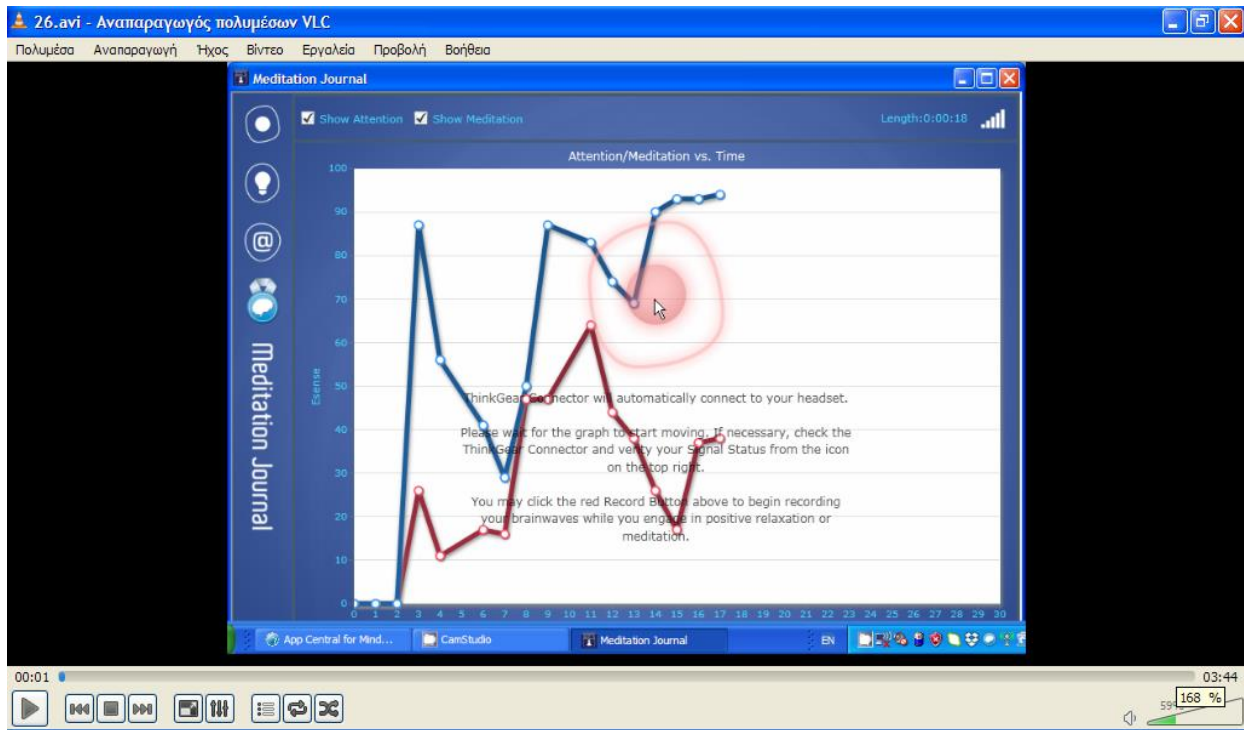 26.avi - Αναπαραγωγός πολυμέσων VLC
Πολυμέσα Αναπαραγωγή Ήχος Βίντεο Εργαλεία Προβολή Βοήθεια
Meditation Journal
Show Attention Show Meditation Length:0:00:18
Attention/Meditation vs. Time
100
90
80
70
60
50
40
30
20
10
0
Esense
Meditation Journal
ThinkGear Connector will automatically connect to your headset.
Please wait for the graph to start moving. If necessary, check the
ThinkGear Connector and verify your Signal Status from the icon
on the top right.
You may click the red Record Button above to begin recording
your brainwaves while you engage in positive relaxation or
meditation.
0 1 2 3 4 5 6 7 8 9 10 11 12 13 14 15 16 17 18 19 20 21 22 23 24 25 26 27 28 29 30
App Central for Mind... CamStudio Meditation Journal EN
00:01 03:44
168 %